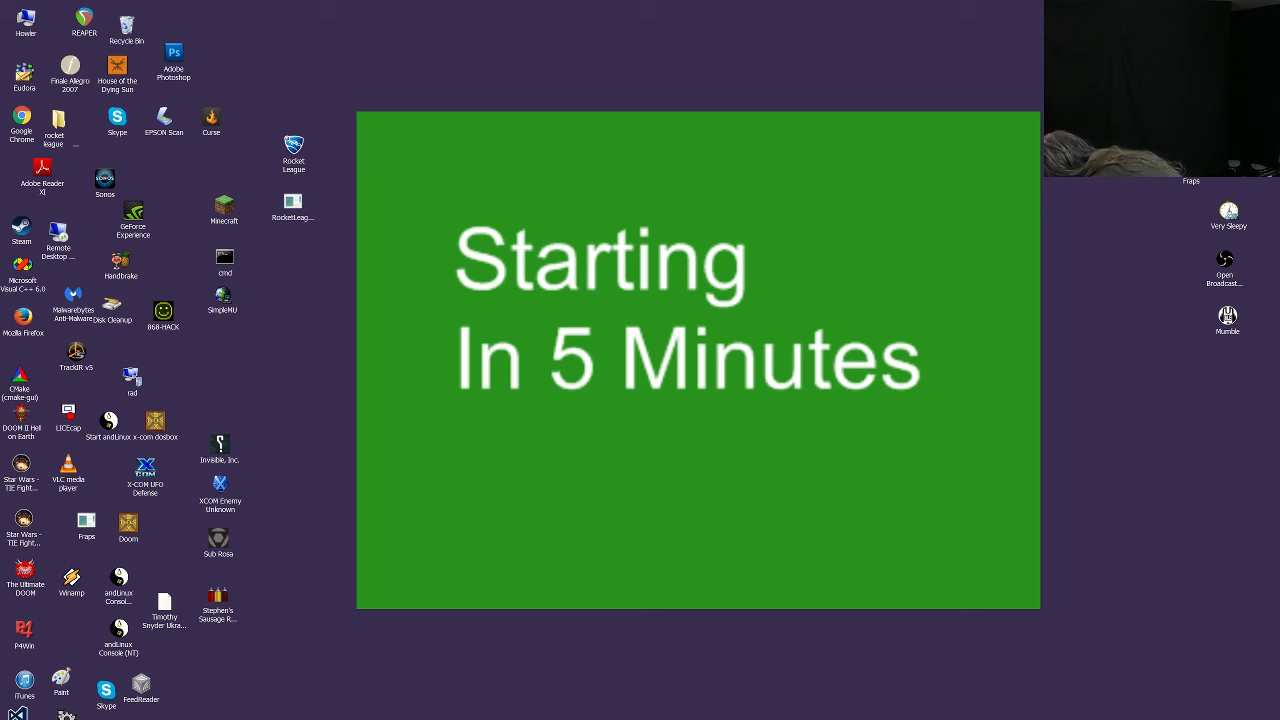 Howler
REAPER
Recycle Bin
Adobe
Photoshop
Ps
Eudora
Finale Allegro
2007
House of the
Dying Sun
Google
Chrome
rocket
league
...
Skype
EPSON Scan
Curse
Rocket
League
Adobe Reader
XI
SONOS
Sonos
GeForce
Experience
Minecraft
RocketLeag...
Steam
Remote
Desktop ...
Handbrake
cmd
Microsoft
Visual C++ 6.0
Malwarebytes
Anti-Malware
Disk Cleanup
868-HACK
SimpleMU
Mozilla Firefox
TrackIR v5
rad
CMake
(cmake-gui)
DOOM II Hell
on Earth
LICEcap
Start andLinux
DOS
x-com dosbox
Invisible, Inc.
Star Wars -
TIE Fight...
VLC media
player
X-COM
X-COM UFO
Defense
XCOM Enemy
Unknown
Star Wars -
TIE Fight...
Fraps
DOS
Doom
Sub Rosa
The Ultimate
DOOM
Winamp
andLinux
Consol...
Timothy
Snyder Ukra...
Stephen's
Sausage R...
P4
P4Win
andLinux
Console (NT)
iTunes
Paint
Skype
FeedReader
Starting
In 5 Minutes
Fraps
Very Sleepy
Open
Broadcast...
Mumble